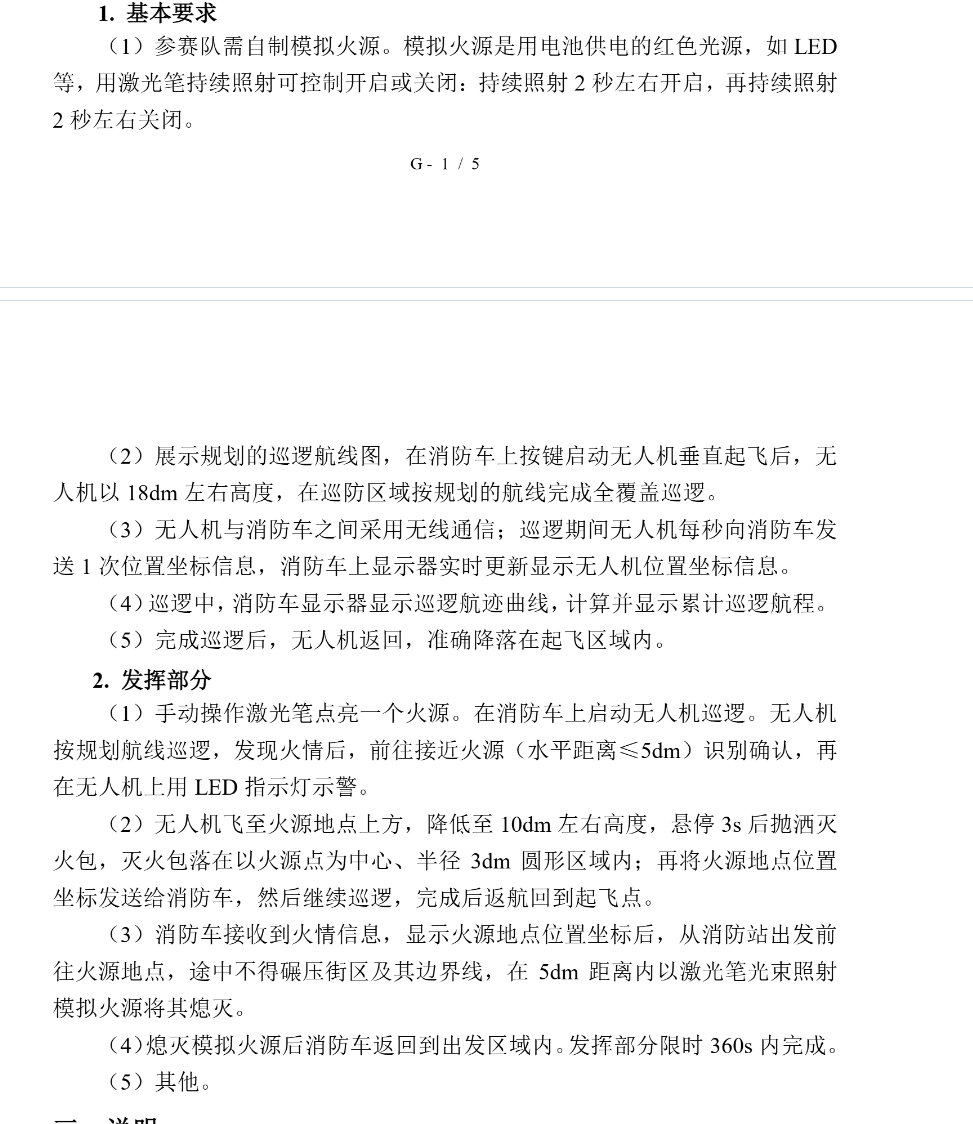 1. 基本要求
（1）参赛队需自制模拟火源。模拟火源是用电池供电的红色光源，如 LED
等，用激光笔持续照射可控制开启或关闭：持续照射 2 秒左右开启，再持续照射
2 秒左右关闭。
G- 1 / 5
（2）展示规划的巡逻航线图，在消防车上按键启动无人机垂直起飞后，无
人机以 18dm 左右高度，在巡防区域按规划的航线完成全覆盖巡逻。
（3）无人机与消防车之间采用无线通信；巡逻期间无人机每秒向消防车发
送 1 次位置坐标信息，消防车上显示器实时更新显示无人机位置坐标信息。
（4）巡逻中，消防车显示器显示巡逻航迹曲线，计算并显示累计巡逻航程。
（5）完成巡逻后，无人机返回，准确降落在起飞区域内。
2. 发挥部分
（1）手动操作激光笔点亮一个火源。在消防车上启动无人机巡逻。无人机
按规划航线巡逻，发现火情后，前往接近火源（水平距离≤5dm）识别确认，再
在无人机上用 LED 指示灯示警。
（2）无人机飞至火源地点上方，降低至 10dm 左右高度，悬停 3s 后抛洒灭
火包，灭火包落在以火源点为中心、半径 3dm 圆形区域内；再将火源地点位置
坐标发送给消防车，然后继续巡逻，完成后返航回到起飞点。
（3）消防车接收到火情信息，显示火源地点位置坐标后，从消防站出发前
往火源地点，途中不得碾压街区及其边界线，在 5dm 距离内以激光笔光束照射
模拟火源将其熄灭。
（4）熄灭模拟火源后消防车返回到出发区域内。发挥部分限时 360s 内完成。
（5）其他。